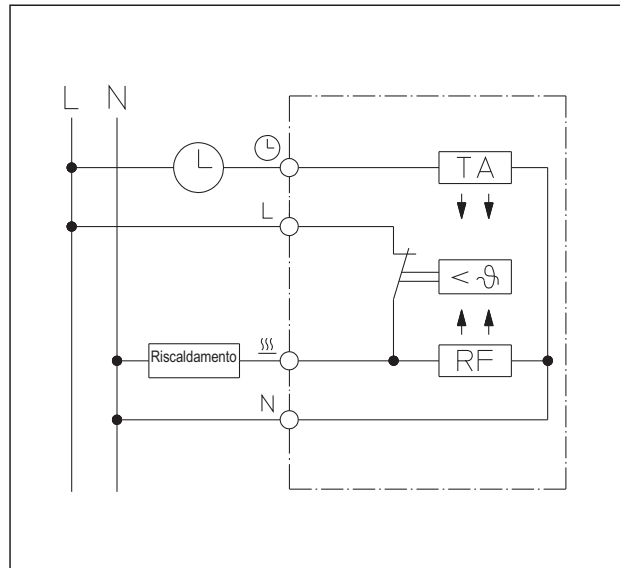 L N
TA
L
< ϑ
Riscaldamento
RF
N